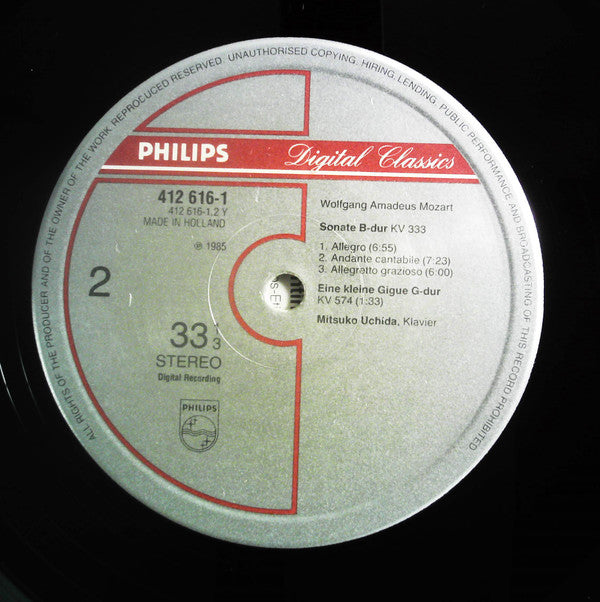 ALL RIGHTS OF THE PRODUCER AND OF THE OWNER OF THE WORK REPRODUCED RESERVED. UNAUTHORISED COPYING, HIRING, LENDING, PUBLIC PERFORMANCE AND BROADCASTING OF THIS RECORD PROHIBITED
PHILIPS Digital Classics
412 616-1
412 616-1.2 Y
MADE IN HOLLAND
℗ 1985
2
33 3
STEREO
Digital Recording
PHILIPS
Wolfgang Amadeus Mozart
Sonate B-dur KV 333
1. Allegro (6:55)
2. Andante cantabile (7:23)
3. Allegratto grazioso (6:00)
Eine kleine Gigue G-dur
KV 574 (1:33)
Mitsuko Uchida, Klavier